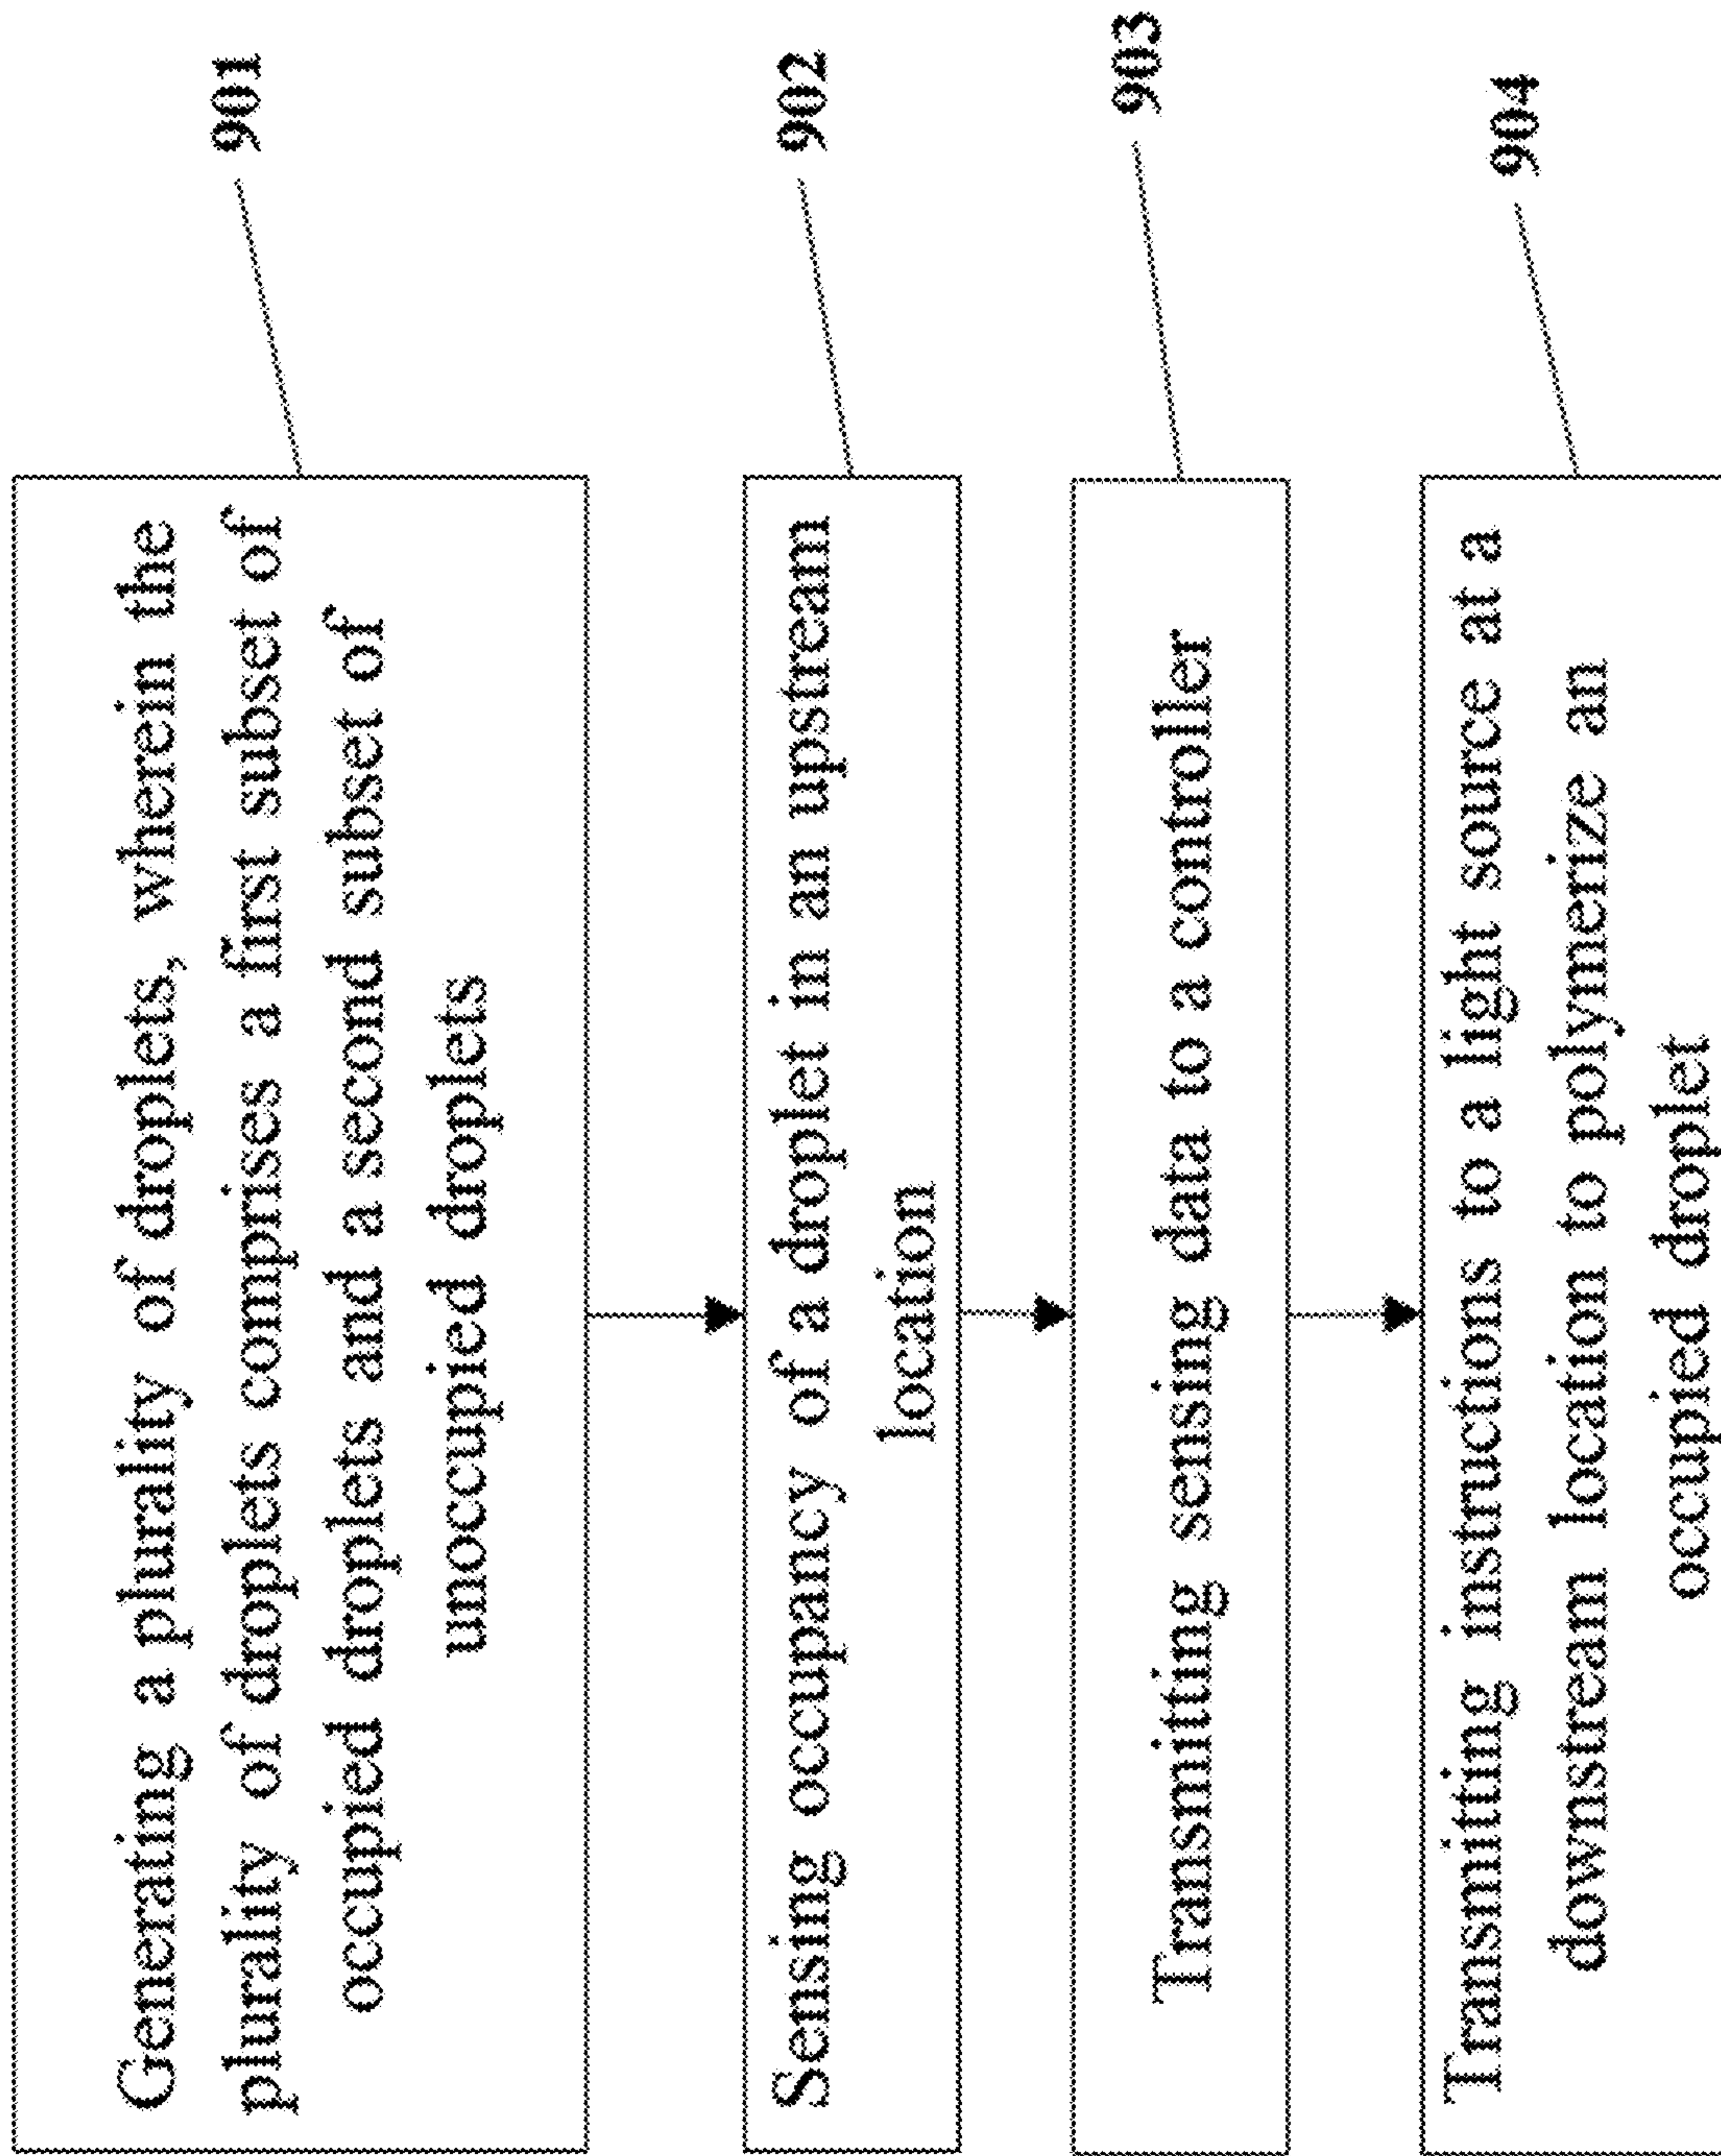 Generating a plurality of droplets, wherein the
plurality of droplets comprises a first subset of
occupied droplets and a second subset of
unoccupied droplets
901
Sensing occupancy of a droplet in an upstream
location
902
Transmitting sensing data to a controller
903
Transmitting instructions to a light source at a
downstream location to polymerize an
occupied droplet
904